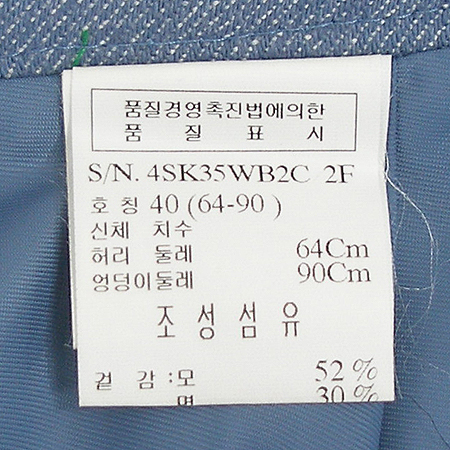 품질경영촉진법에의한
품 질 표 시
S/N. 4SK35WB2C 2F
호 칭 40 (64-90 )
신체 치수
허리 둘레 64Cm
엉덩이둘레 90Cm
조 성 섬 유
겉 감 : 모 52 %
면 30 %